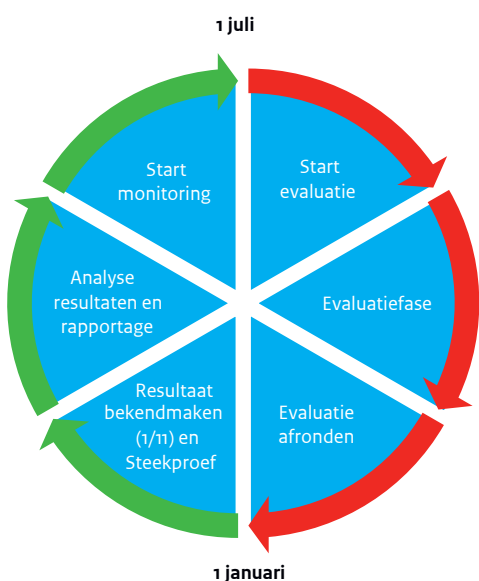 1 juli
Start
evaluatie
Evaluatiefase
Evaluatie
afronden
1 januari
Resultaat
bekendmaken
(1/11) en
Steekproef
Analyse
resultaten en
rapportage
Start
monitoring